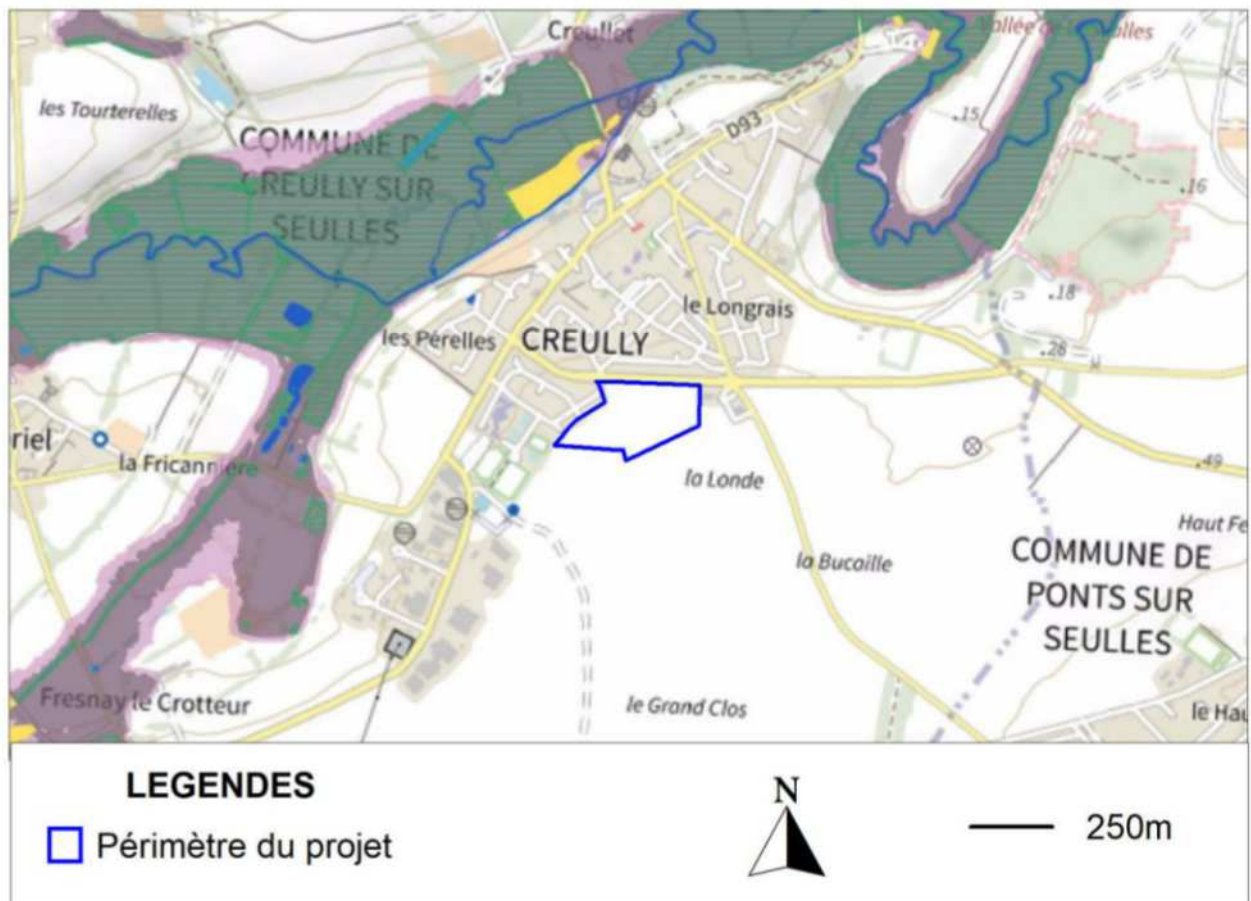 Creullet
Vallée de
les Tourterelles
COMMUNE DE
CREULLY SUR
SEULLES
D93
.15
.16
.18
.28
le Longrais
les Pérelles
CREULLY
riel
la Fricannière
la Londe
.49
Haut Fe
la Bucaille
COMMUNE DE
PONTS SUR
SEULLES
Fresnay le Crotteur
le Grand Clos
le Hau
LEGENDES
Périmètre du projet
N
250m